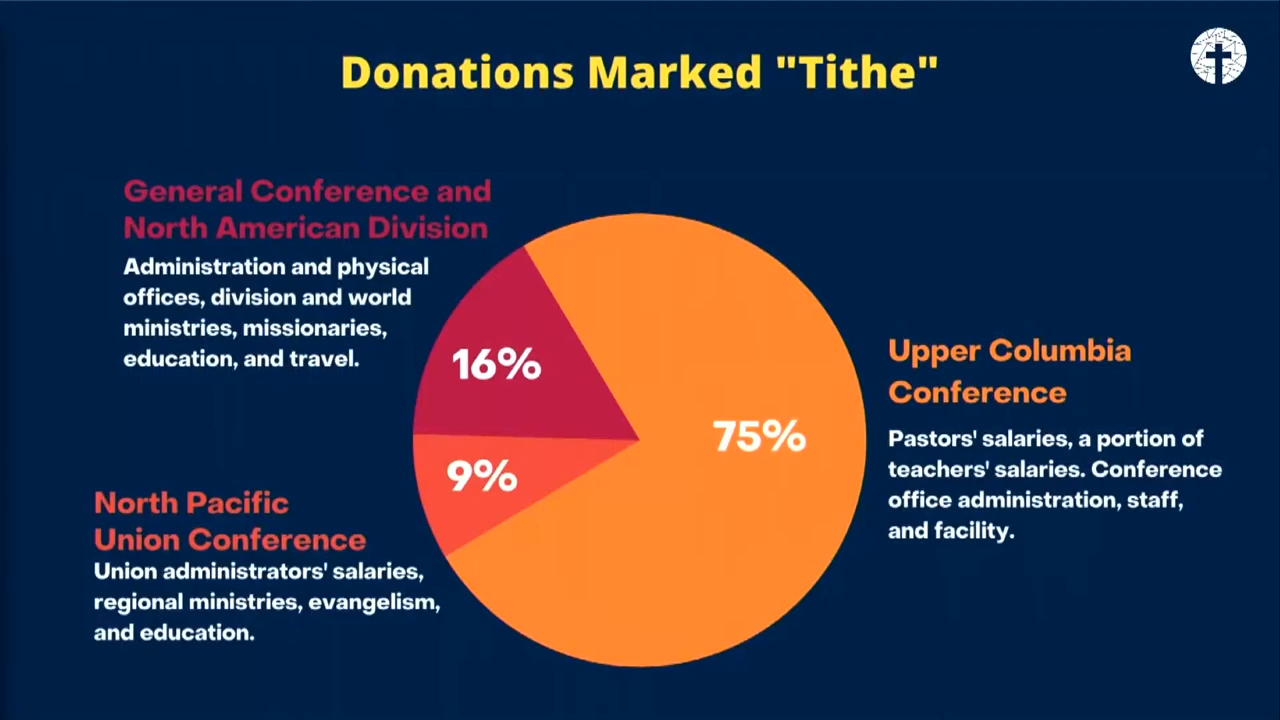 Donations Marked "Tithe"
General Conference and
North American Division
Administration and physical
offices, division and world
ministries, missionaries,
education, and travel.
16%
75%
9%
Upper Columbia
Conference
Pastors' salaries, a portion of
teachers' salaries. Conference
office administration, staff,
and facility.
North Pacific
Union Conference
Union administrators' salaries,
regional ministries, evangelism,
and education.